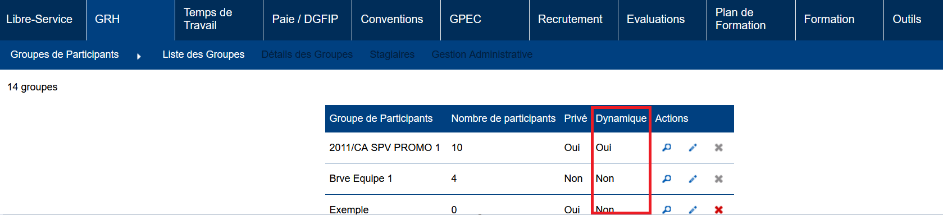 Libre-Service GRH Temps de Travail Paie / DGFIP Conventions GPEC Recrutement Evaluations Plan de Formation Formation Outils
Groupes de Participants Liste des Groupes Détails des Groupes Stagiaires Gestion Administrative
14 groupes
Groupe de Participants Nombre de participants Privé Dynamique Actions
2011/CA SPV PROMO 1 10 Oui Oui
Brve Equipe 1 4 Non Non
Exemple 0 Oui Non